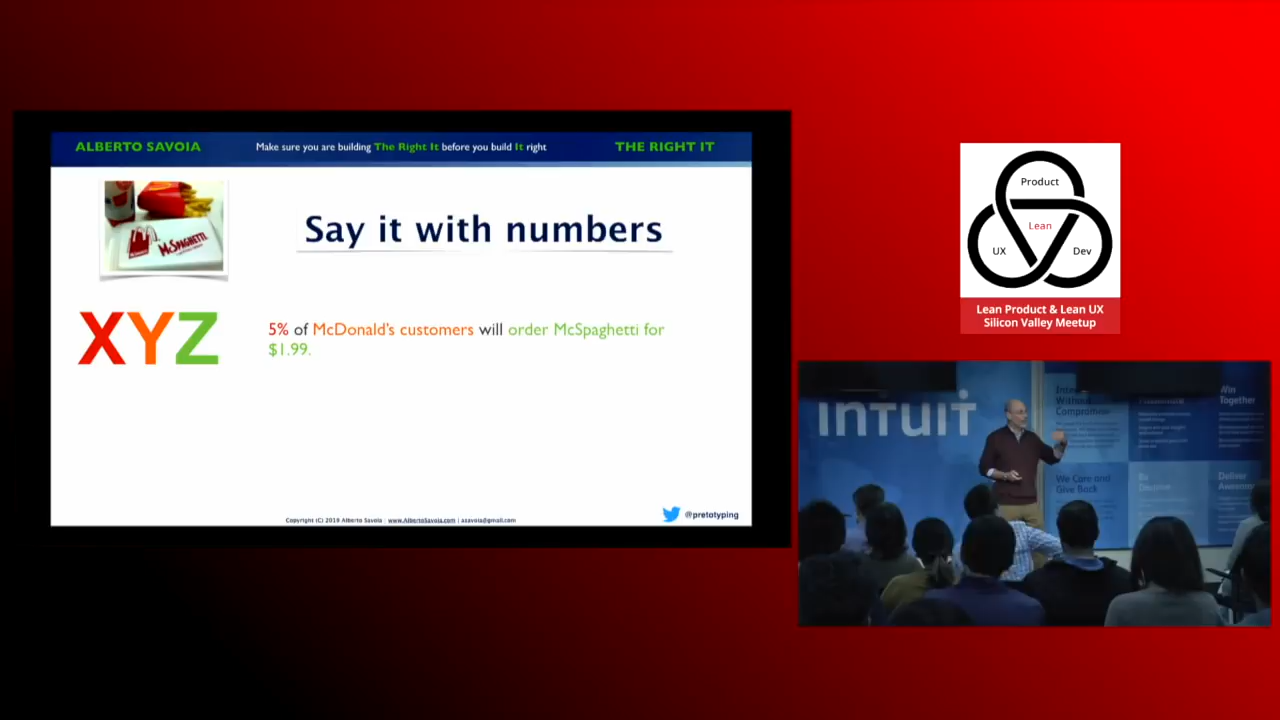 ALBERTO SAVOIA
Make sure you are building The Right It before you build It right
THE RIGHT IT
McSPAGHETTI
Say it with numbers
XYZ
5% of McDonald's customers will order McSpaghetti for
$1.99.
Copyright (C) 2019 Alberto Savoia www.AlbertoSavoia.com | asavoia@gmail.com
@pretotyping
Product
Lean
UX
Dev
Lean Product & Lean UX
Silicon Valley Meetup
INTUIT
Without
Win
Together
We Care and
Give Back
Deliver